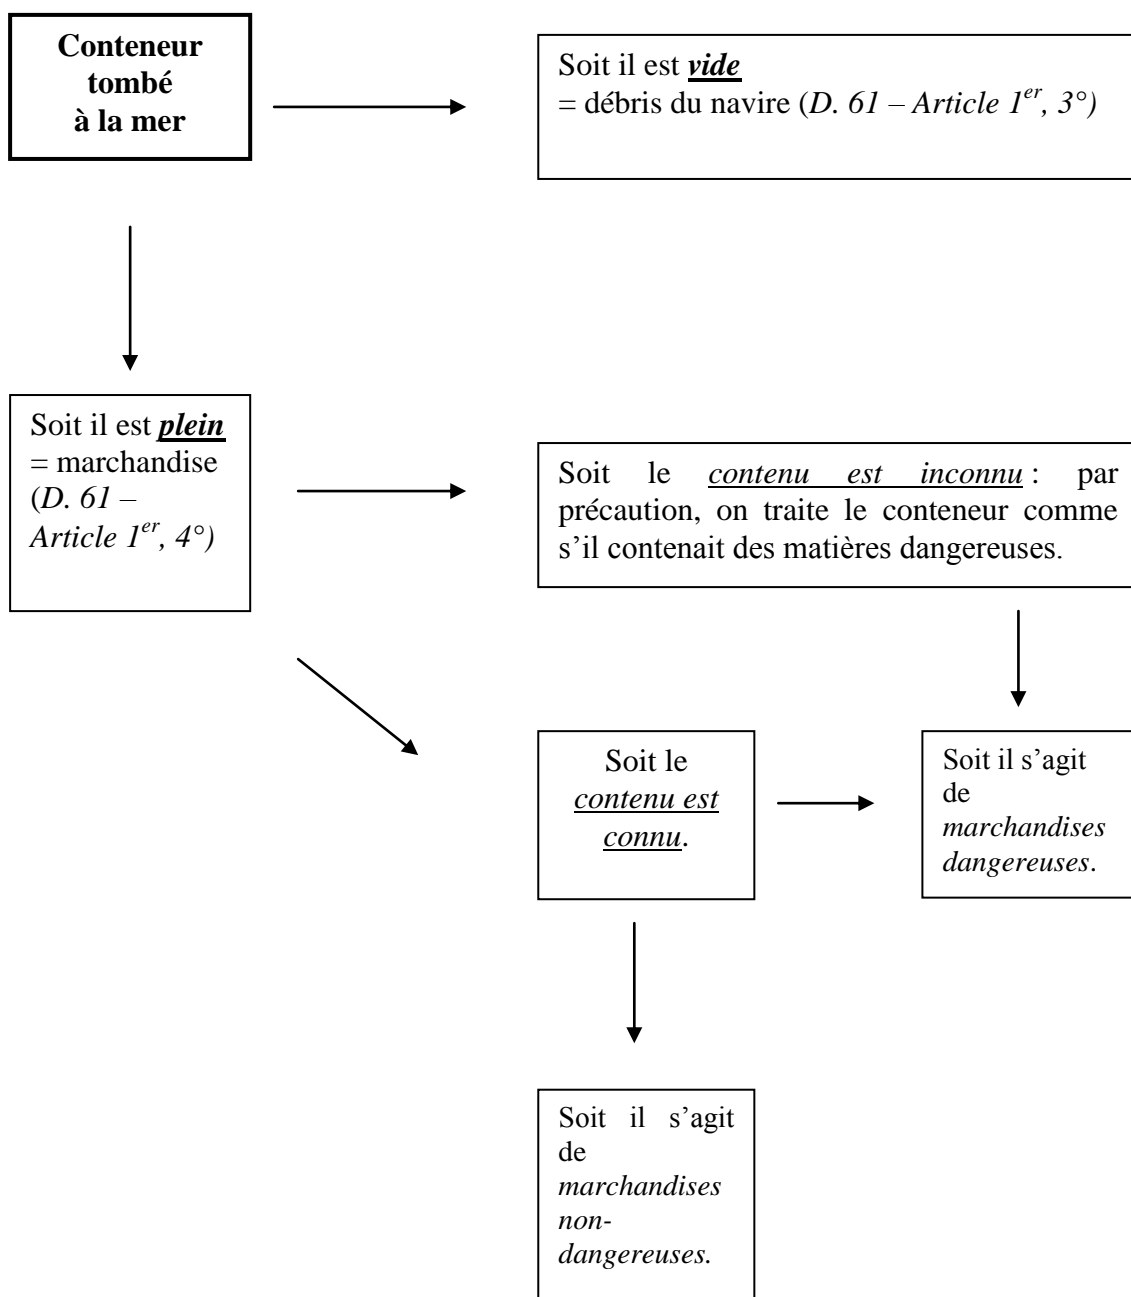 Conteneur
tombé
à la mer
Soit il est vide
= débris du navire (D. 61 – Article 1er, 3°)
Soit il est plein
= marchandise
(D. 61 –
Article 1er, 4°)
Soit le contenu est inconnu : par
précaution, on traite le conteneur comme
s’il contenait des matières dangereuses.
Soit le
contenu est
connu.
Soit il s’agit
de
marchandises
dangereuses.
Soit il s’agit
de
marchandises
non-
dangereuses.